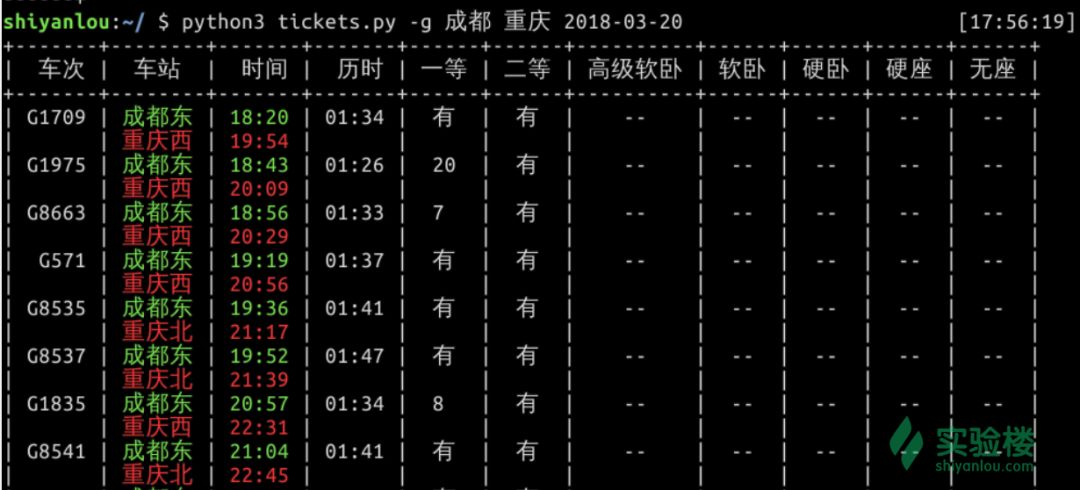 shiyanlou:~/ $ python3 tickets.py -g 成都 重庆 2018-03-20 [17:56:19]
| 车次 | 车站 | 时间 | 历时 | 一等 | 二等 | 高级软卧 | 软卧 | 硬卧 | 硬座 | 无座 |
| G1709 | 成都东 | 18:20 | 01:34 | 有 | 有 | -- | -- | -- | -- | -- |
| | 重庆西 | 19:54 | | | | | | | | |
| G1975 | 成都东 | 18:43 | 01:26 | 20 | 有 | -- | -- | -- | -- | -- |
| | 重庆西 | 20:09 | | | | | | | | |
| G8663 | 成都东 | 18:56 | 01:33 | 7 | 有 | -- | -- | -- | -- | -- |
| | 重庆西 | 20:29 | | | | | | | | |
| G571 | 成都东 | 19:19 | 01:37 | 有 | 有 | -- | -- | -- | -- | -- |
| | 重庆西 | 20:56 | | | | | | | | |
| G8535 | 成都东 | 19:36 | 01:41 | 有 | 有 | -- | -- | -- | -- | -- |
| | 重庆北 | 21:17 | | | | | | | | |
| G8537 | 成都东 | 19:52 | 01:47 | 有 | 有 | -- | -- | -- | -- | -- |
| | 重庆北 | 21:39 | | | | | | | | |
| G1835 | 成都东 | 20:57 | 01:34 | 8 | 有 | -- | -- | -- | -- | -- |
| | 重庆西 | 22:31 | | | | | | | | |
| G8541 | 成都东 | 21:04 | 01:41 | 有 | 有 | -- | -- | -- | -- | -- |
| | 重庆北 | 22:45 | | | | | | | | |
实验楼
shiyanlou.com